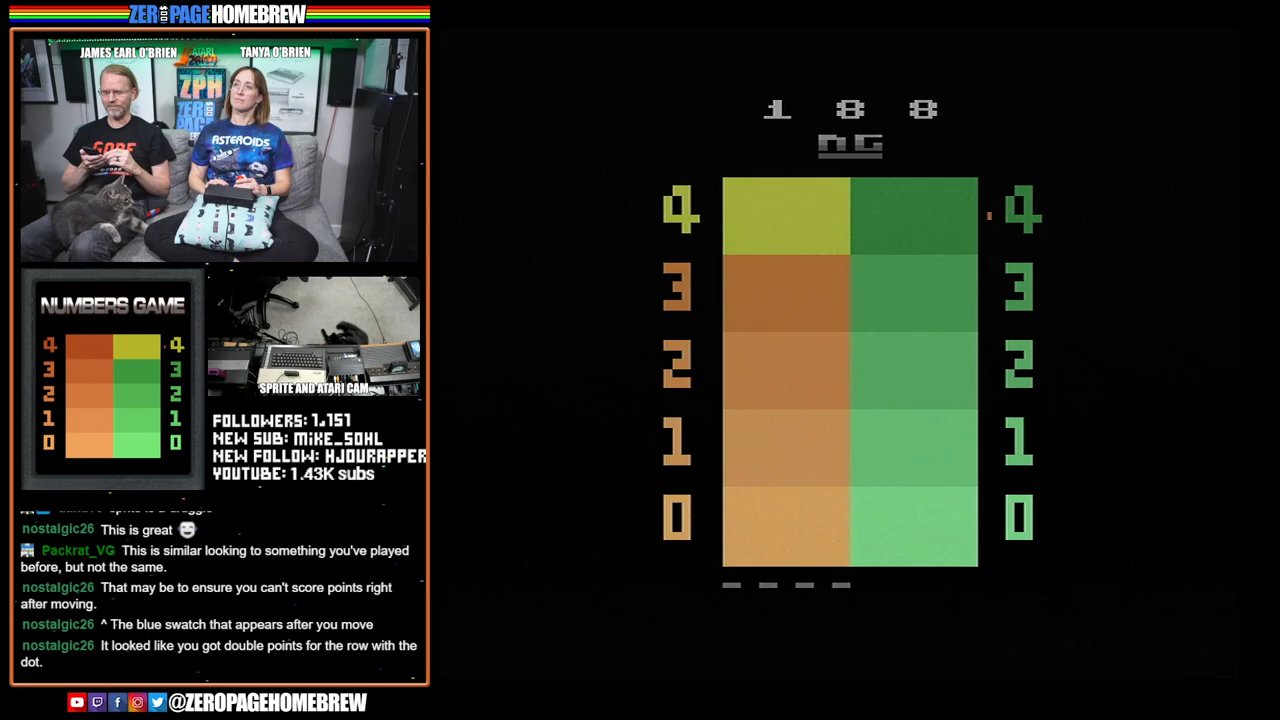 ZEROPAGE HOMEBREW
JAMES EARL O'BRIEN
TANYA O'BRIEN
ATARI
ZPH
ZERO
GORF
ASTEROIDS
NUMBERS GAME
4 4
3 3
2 2
1 1
0 0
SPRITE AND ATARI CAM
FOLLOWERS: 1,151
NEW SUB: MIKE_SOHL
NEW FOLLOW: HJOURAPPER
YOUTUBE: 1.43K subs
nostalgic26 This is great
Packrat_VG This is similar looking to something you've played
before, but not the same.
nostalgic26 That may be to ensure you can't score points right
after moving.
nostalgic26 ^ The blue swatch that appears after you move
nostalgic26 It looked like you got double points for the row with the
dot.
@ZEROPAGEHOMEBREW
1 8 8
NG
4 4
3 3
2 2
1 1
0 0